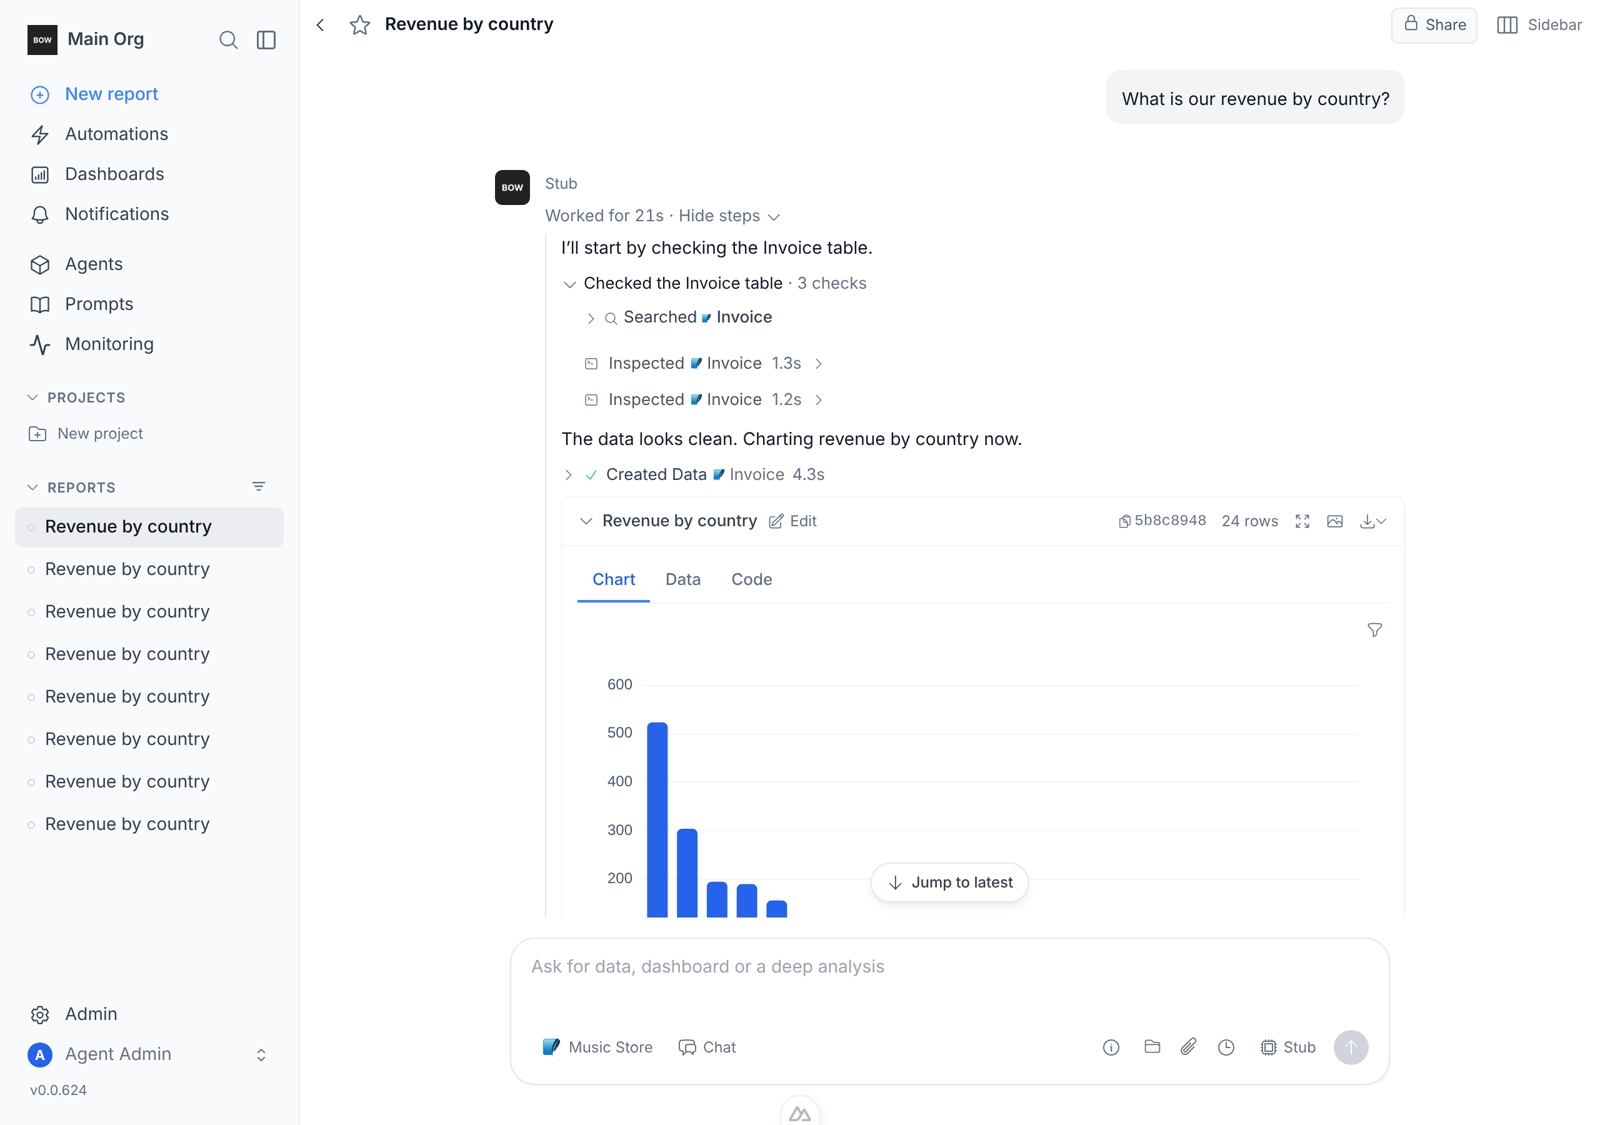 BOW Main Org
New report
Automations
Dashboards
Notifications
Agents
Prompts
Monitoring
PROJECTS
New project
REPORTS
Revenue by country
Revenue by country
Revenue by country
Revenue by country
Revenue by country
Revenue by country
Revenue by country
Revenue by country
Admin
A Agent Admin
v0.0.624
Revenue by country
Share
Sidebar
What is our revenue by country?
BOW Stub
Worked for 21s · Hide steps
I’ll start by checking the Invoice table.
Checked the Invoice table · 3 checks
Searched Invoice
Inspected Invoice 1.3s
Inspected Invoice 1.2s
The data looks clean. Charting revenue by country now.
Created Data Invoice 4.3s
Revenue by country Edit 5b8c8948 24 rows
Chart Data Code
600
500
400
300
200
Jump to latest
Ask for data, dashboard or a deep analysis
Music Store Chat Stub